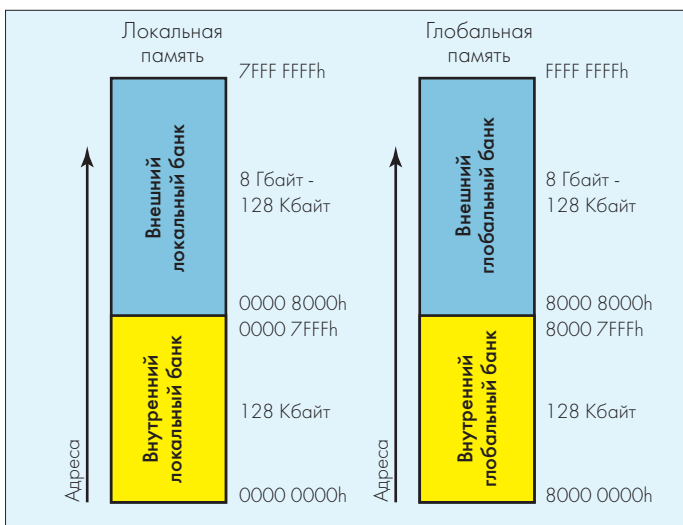 Локальная
память
7FFF FFFFh
Внешний
локальный банк
8 Гбайт -
128 Кбайт
0000 8000h
0000 7FFFh
Внутренний
локальный банк
128 Кбайт
0000 0000h
Адреса
Глобальная
память
FFFF FFFFh
Внешний
глобальный банк
8 Гбайт -
128 Кбайт
8000 8000h
8000 7FFFh
Внутренний
глобальный банк
128 Кбайт
8000 0000h
Адреса